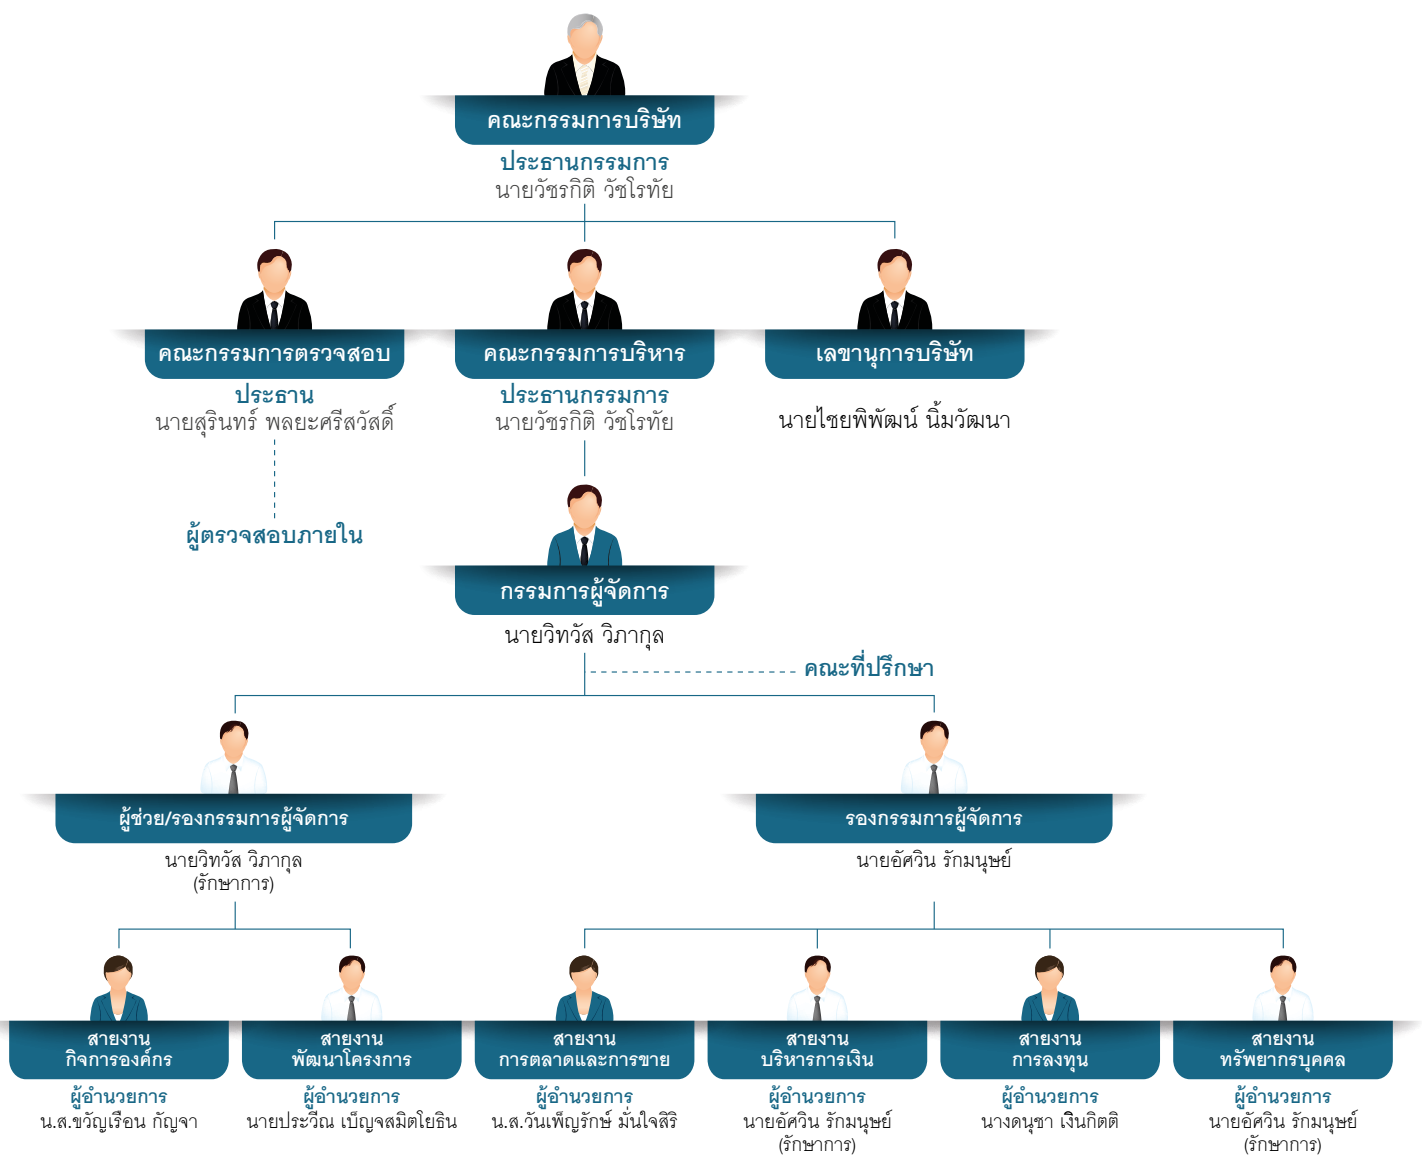 คณะกรรมการบริษัท
ประธานกรรมการ
นายวัชรกิติ วัชโรทัย
คณะกรรมการตรวจสอบ
ประธาน
นายสุรินทร์ พลยะศรีสวัสดิ์
คณะกรรมการบริหาร
ประธานกรรมการ
นายวัชรกิติ วัชโรทัย
เลขานุการบริษัท
นายไชยพิพัฒน์ นิ้มวัฒนา
ผู้ตรวจสอบภายใน
กรรมการผู้จัดการ
นายวิทวัส วิภากุล
คณะที่ปรึกษา
ผู้ช่วย/รองกรรมการผู้จัดการ
นายวิทวัส วิภากุล
(รักษาการ)
รองกรรมการผู้จัดการ
นายอัศวิน รักมนุษย์
สายงาน
กิจการองค์กร
ผู้อำนวยการ
น.ส.ขวัญเรือน กัญจา
สายงาน
พัฒนาโครงการ
ผู้อำนวยการ
นายประวีณ เบ็ญจสมิตโยธิน
สายงาน
การตลาดและการขาย
ผู้อำนวยการ
น.ส.วันเพ็ญรักษ์ มั่นใจสิริ
สายงาน
บริหารการเงิน
ผู้อำนวยการ
นายอัศวิน รักมนุษย์
(รักษาการ)
สายงาน
การลงทุน
ผู้อำนวยการ
นางดนุชา เงินกิตติ
สายงาน
ทรัพยากรบุคคล
ผู้อำนวยการ
นายอัศวิน รักมนุษย์
(รักษาการ)